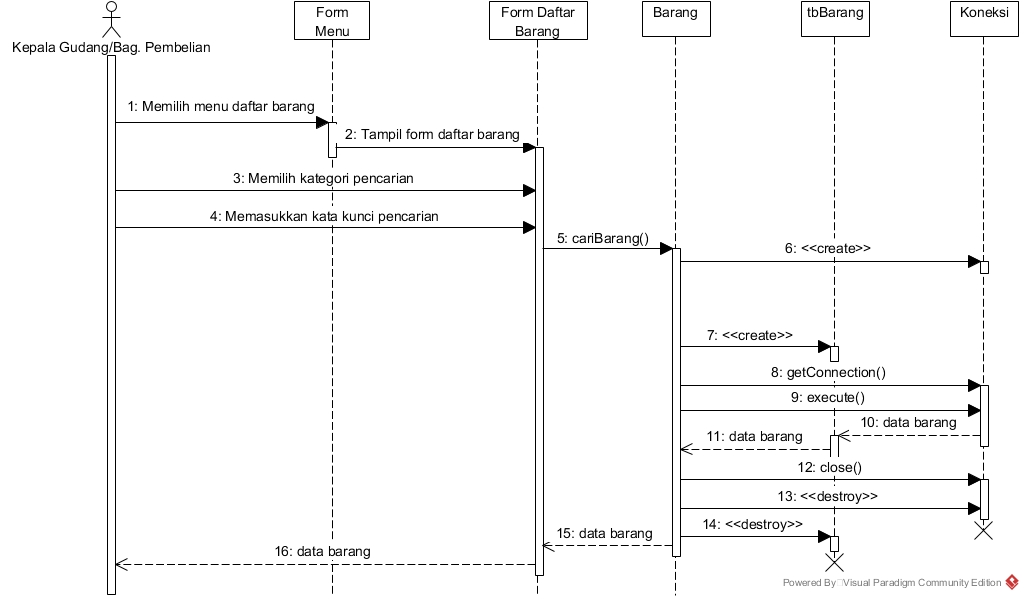 Form
Menu
Form Daftar
Barang
Barang
tbBarang
Koneksi
Kepala Gudang/Bag. Pembelian
1: Memilih menu daftar barang
2: Tampil form daftar barang
3: Memilih kategori pencarian
4: Memasukkan kata kunci pencarian
5: cariBarang()
6: <<create>>
7: <<create>>
8: getConnection()
9: execute()
10: data barang
11: data barang
12: close()
13: <<destroy>>
14: <<destroy>>
15: data barang
16: data barang
Powered By Visual Paradigm Community Edition